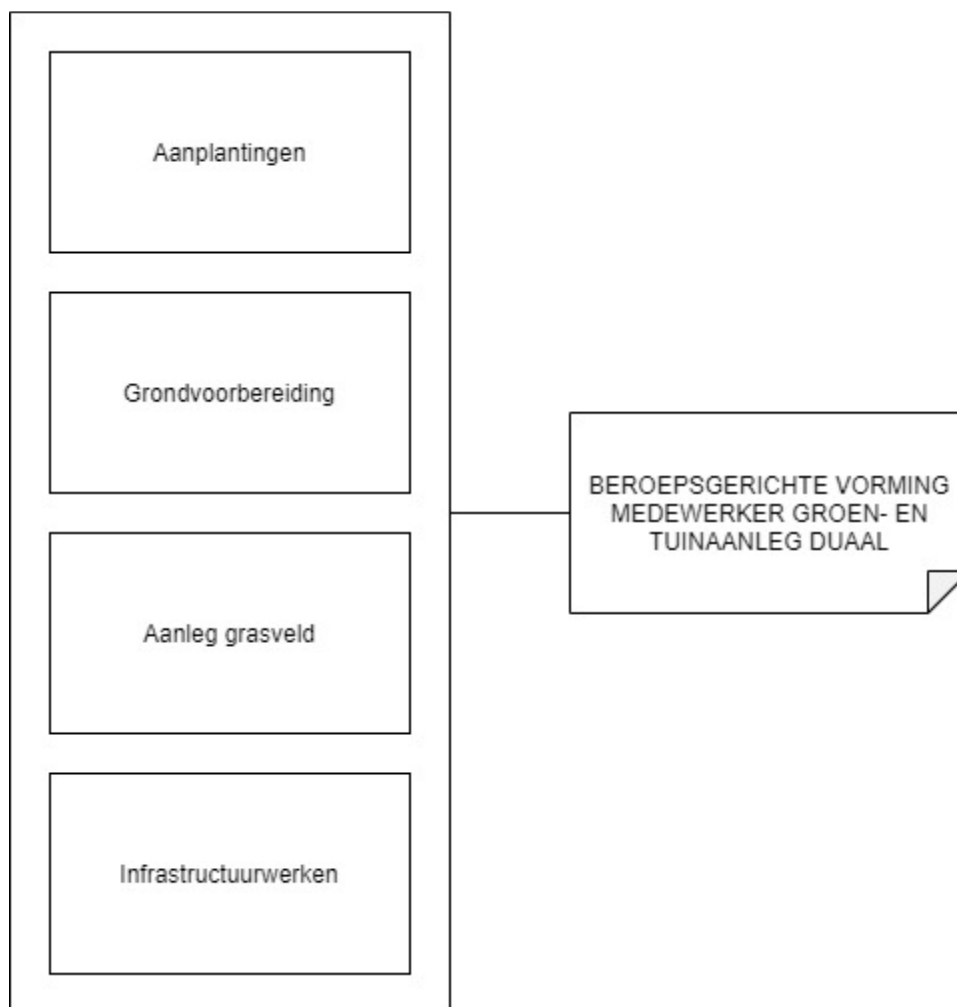 Aanplantingen
Grondvoorbereiding
Aanleg grasveld
Infrastructuurwerken
BEROEPSGERICHTE VORMING
MEDEWERKER GROEN- EN
TUINAANLEG DUAAL